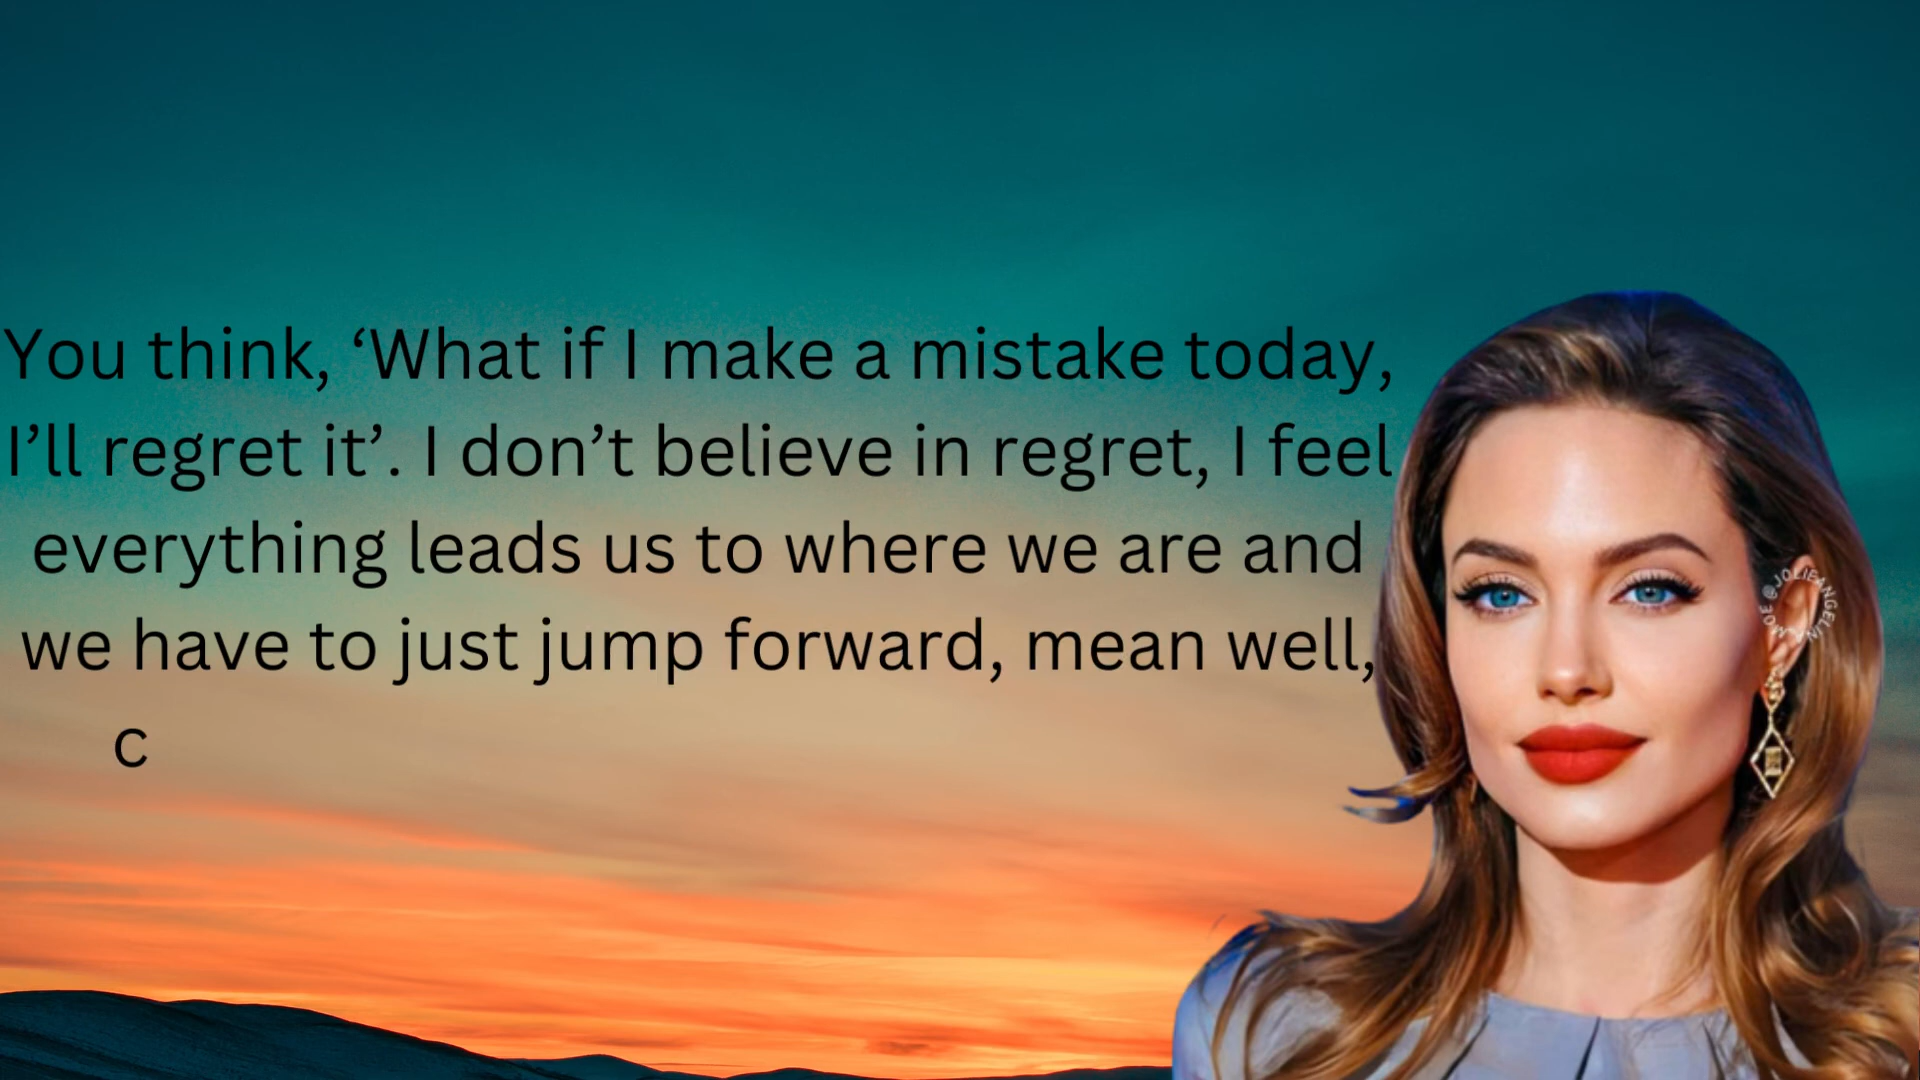 You think, ‘What if I make a mistake today,
I’ll regret it’. I don’t believe in regret, I feel
everything leads us to where we are and
we have to just jump forward, mean well,
c